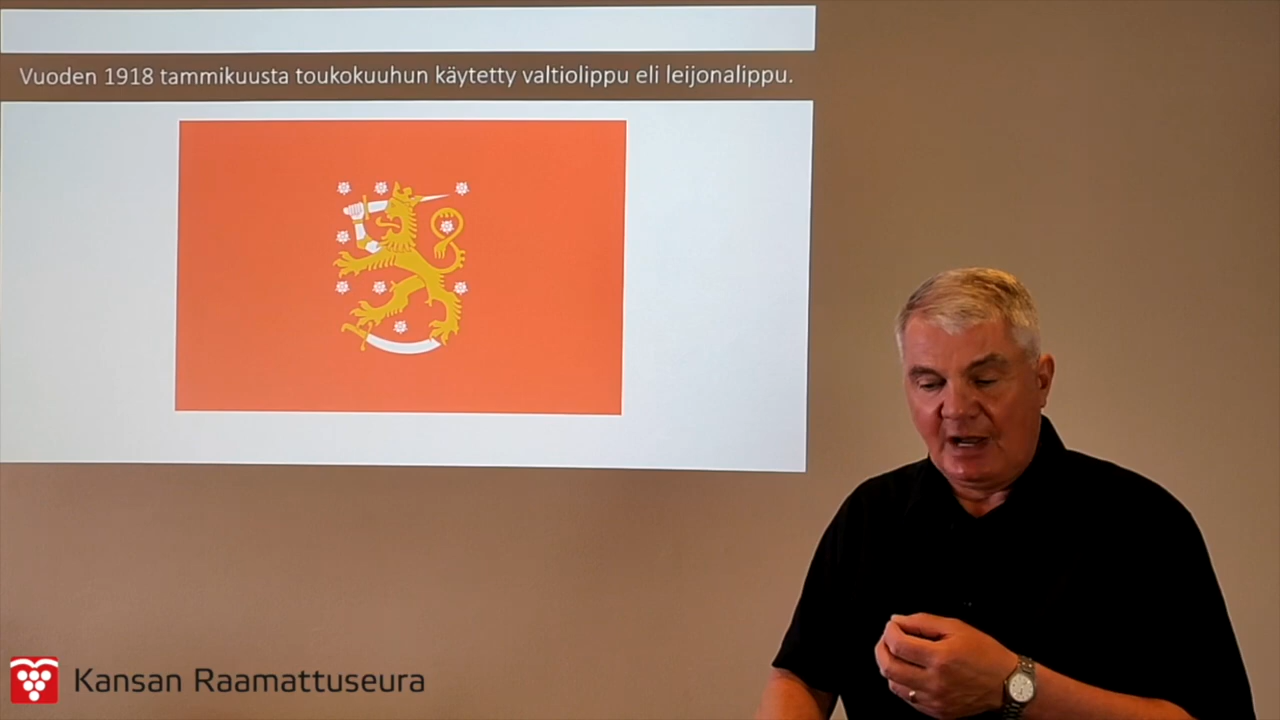 Vuoden 1918 tammikuusta toukokuuhun käytetty valtiolippu eli leijonalippu.
Kansan Raamattuseura